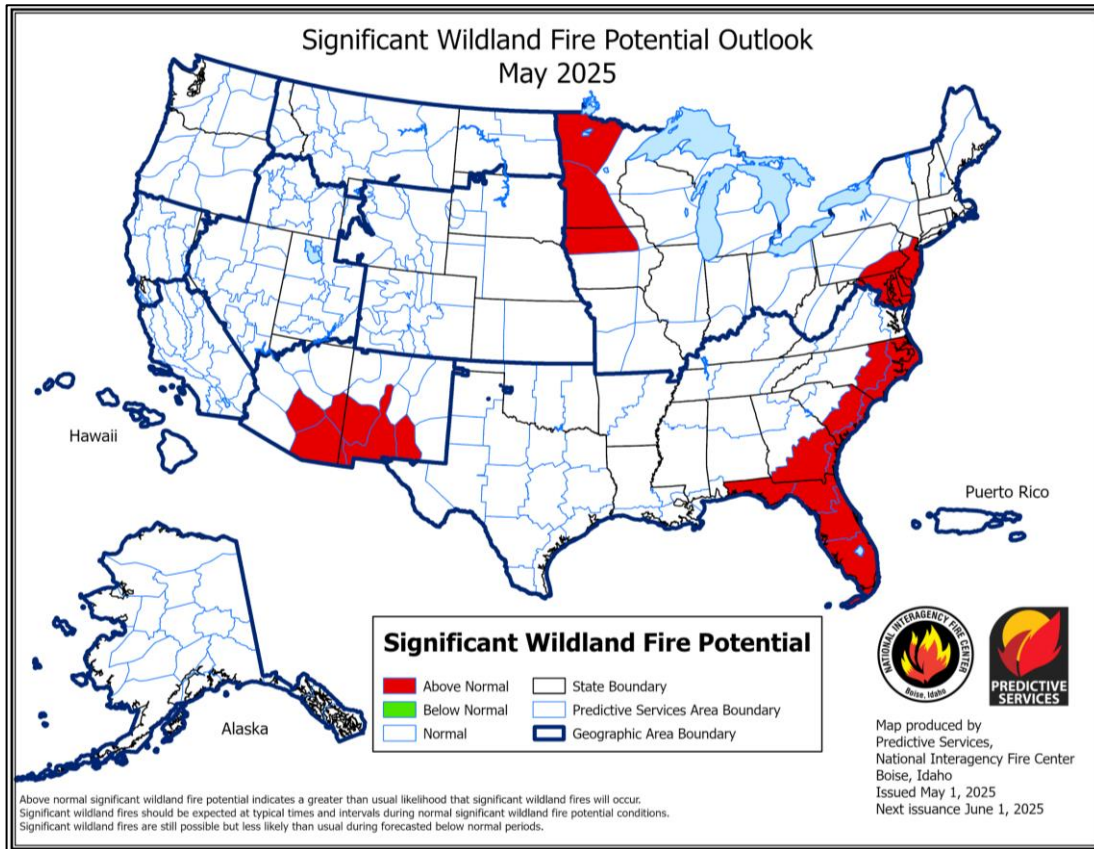 Significant Wildland Fire Potential Outlook
May 2025
Hawaii
Puerto Rico
Alaska
Significant Wildland Fire Potential
Above Normal
Below Normal
Normal
State Boundary
Predictive Services Area Boundary
Geographic Area Boundary
NATIONAL INTERAGENCY FIRE CENTER
Boise, Idaho
PREDICTIVE
SERVICES
Map produced by
Predictive Services,
National Interagency Fire Center
Boise, Idaho
Issued May 1, 2025
Next issuance June 1, 2025
Above normal significant wildland fire potential indicates a greater than usual likelihood that significant wildland fires will occur.
Significant wildland fires should be expected at typical times and intervals during normal significant wildland fire potential conditions.
Significant wildland fires are still possible but less likely than usual during forecasted below normal periods.